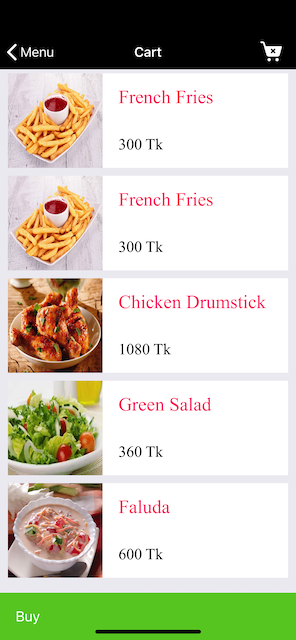 Menu
Cart
French Fries
300 Tk
French Fries
300 Tk
Chicken Drumstick
1080 Tk
Green Salad
360 Tk
Faluda
600 Tk
Buy